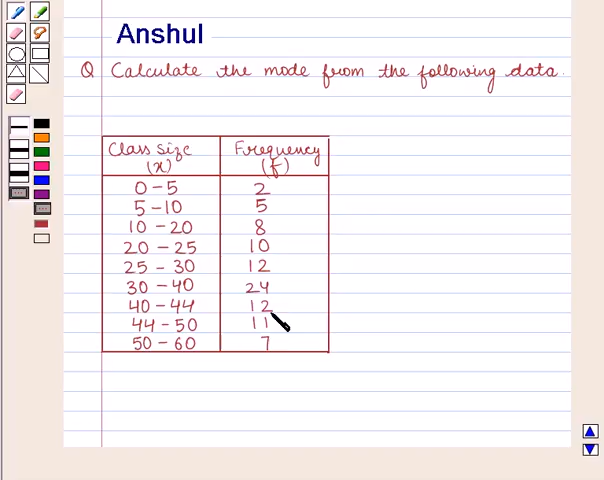 Anshul
Q Calculate the mode from the following data.
Class size Frequency
(x) (f)
0-5 2
5-10 5
10-20 8
20-25 10
25-30 12
30-40 24
40-44 12
44-50 11
50-60 7